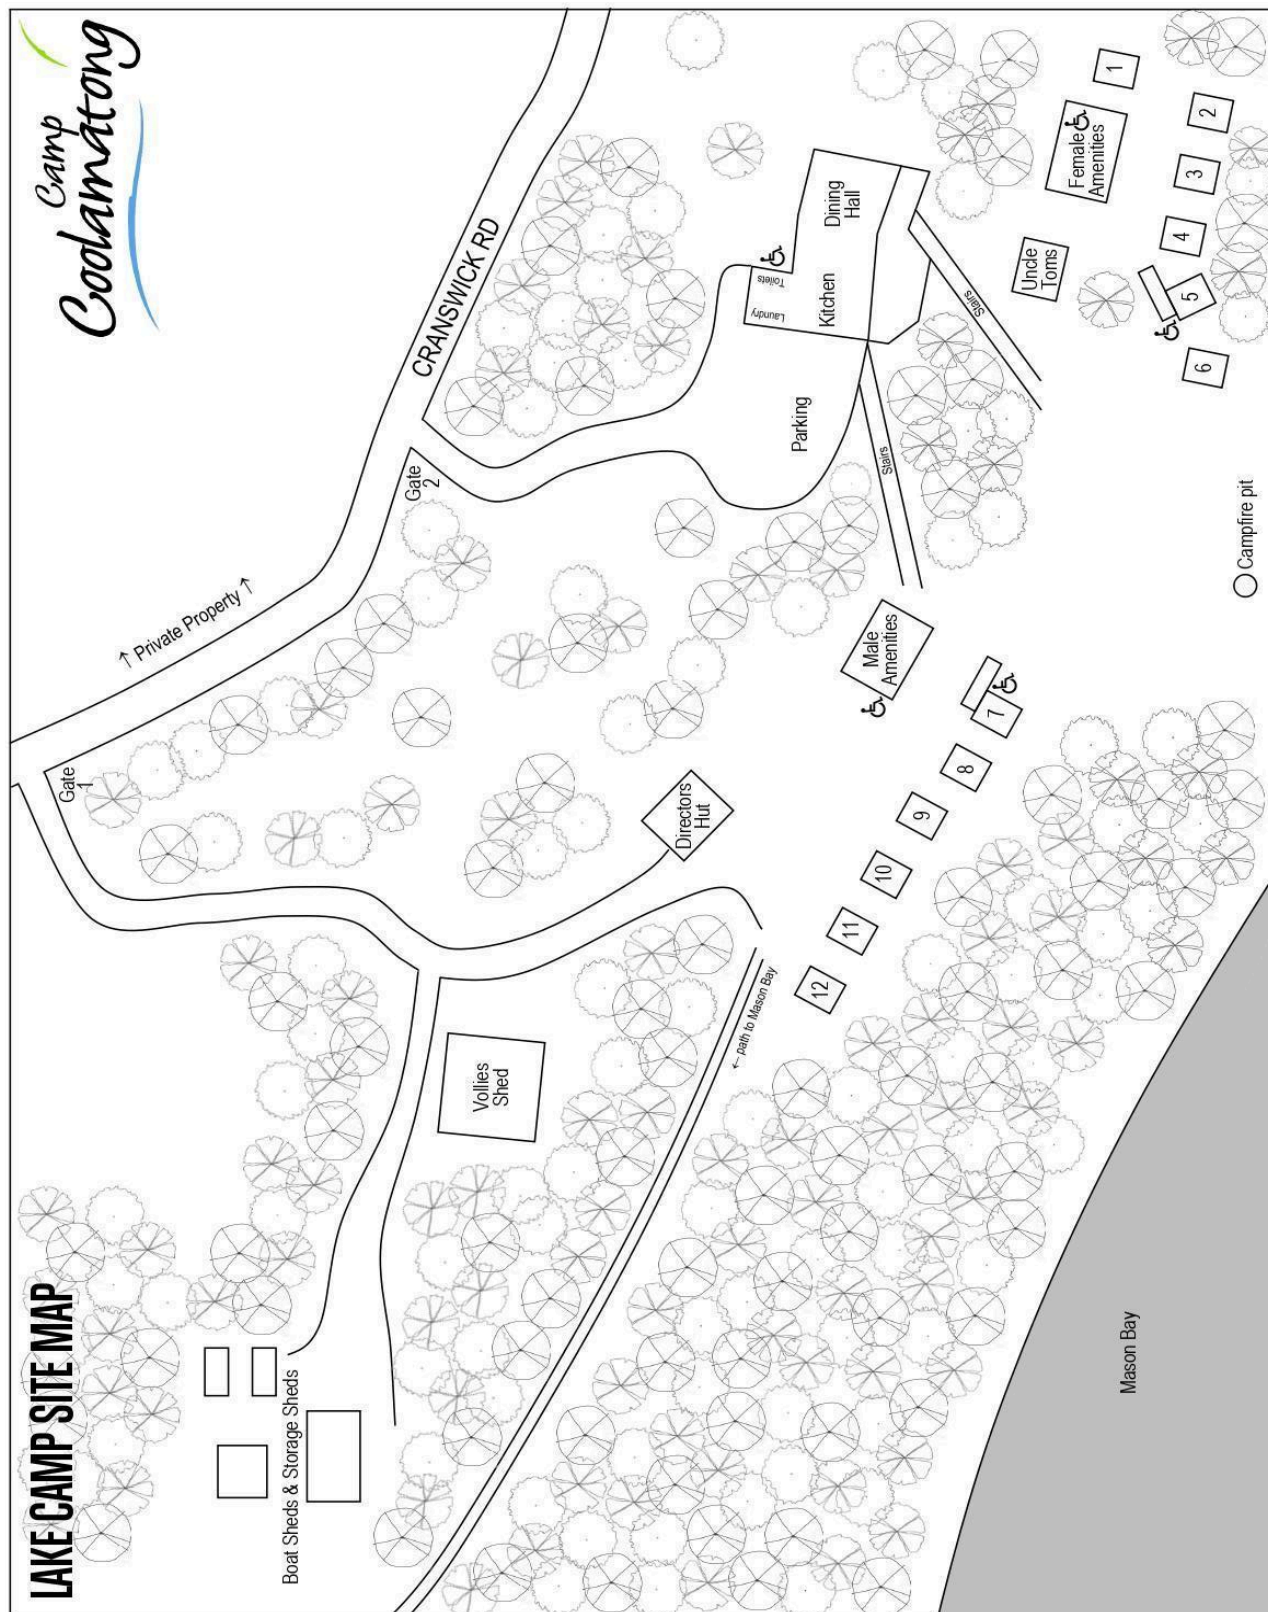 LAKE CAMP SITE MAP
Camp
Coolamatong
CRANSWICK RD
↑ Private Property ↑
Gate
1
Gate
2
Boat Sheds & Storage Sheds
Vollies
Shed
Directors
Hut
Parking
Laundry
Toilets
Kitchen
Dining
Hall
Stairs
Stairs
Male
Amenities
Uncle
Toms
Female
Amenities
1
2
3
4
5
6
7
8
9
10
11
12
Campfire pit
← path to Mason Bay
Mason Bay